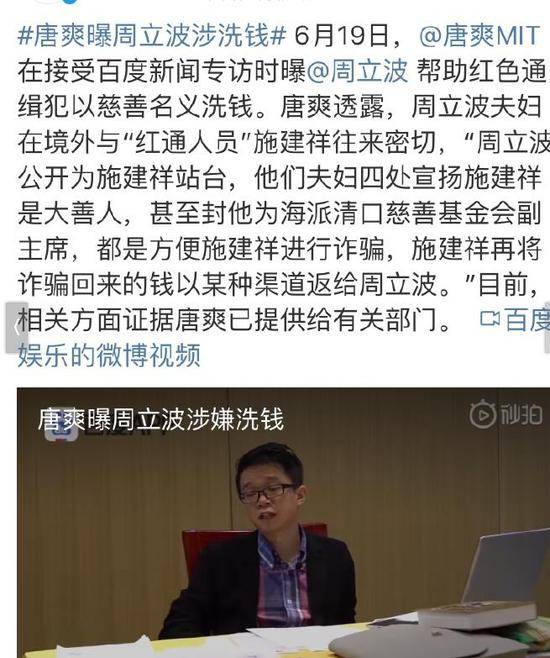 #唐爽曝周立波涉洗钱# 6月19日，@唐爽MIT
在接受百度新闻专访时曝@周立波 帮助红色通
缉犯以慈善名义洗钱。唐爽透露，周立波夫妇
在境外与“红通人员”施建祥往来密切，“周立波
公开为施建祥站台，他们夫妇四处宣扬施建祥
是大善人，甚至封他为海派清口慈善基金会副
主席，都是方便施建祥进行诈骗，施建祥再将
诈骗回来的钱以某种渠道返给周立波。”目前，
相关方面证据唐爽已提供给有关部门。 百度
娱乐的微博视频
唐爽曝周立波涉嫌洗钱
秒拍